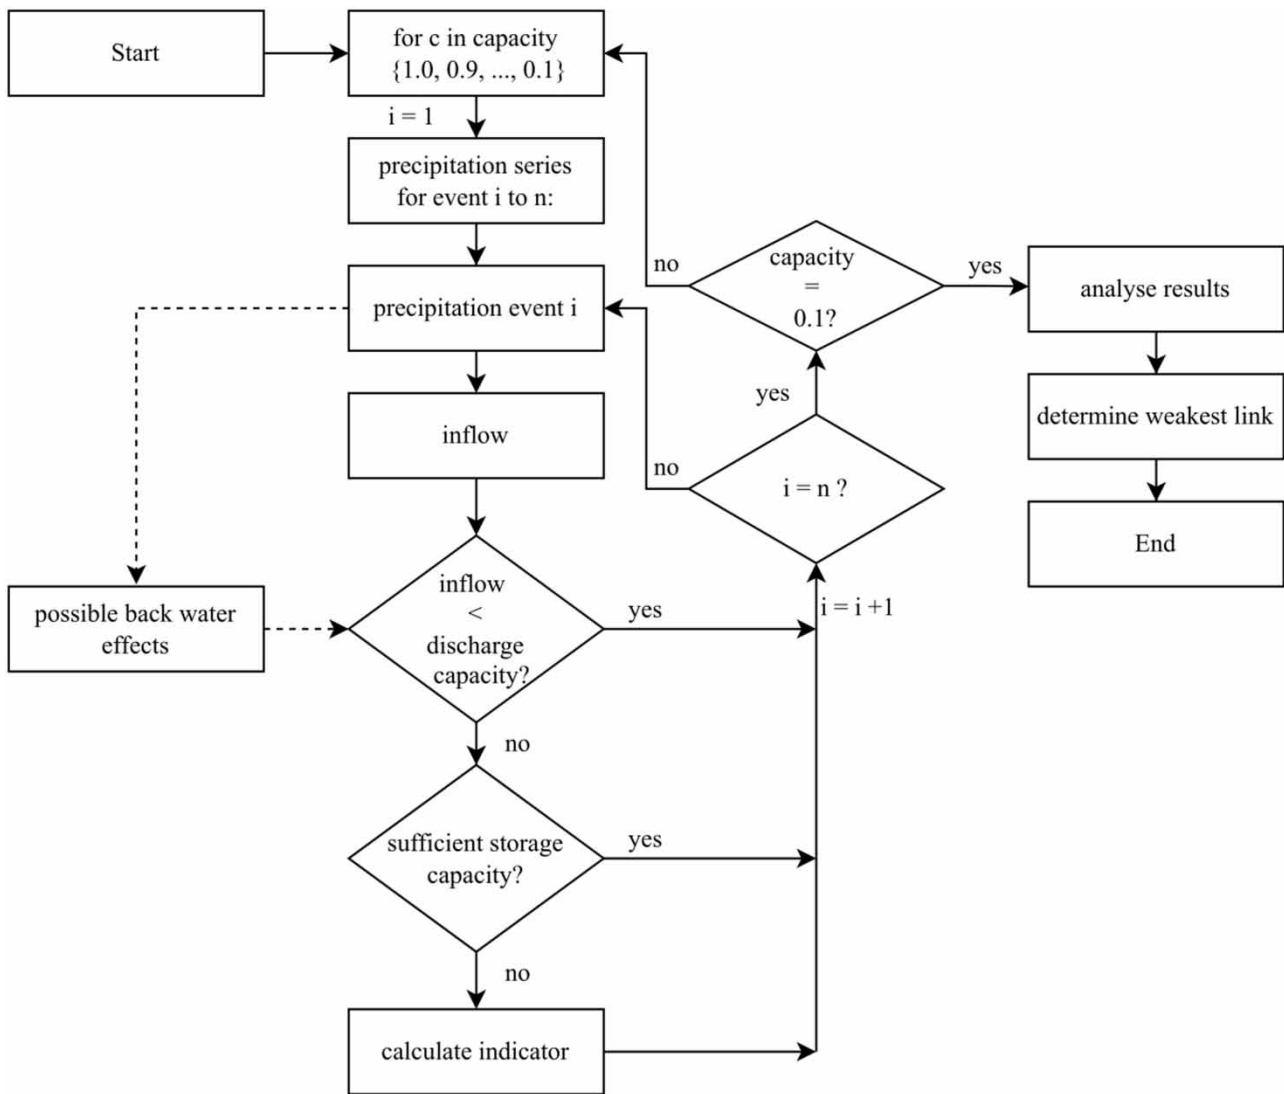 Start
for c in capacity
{1.0, 0.9, ..., 0.1}
i = 1
precipitation series
for event i to n:
precipitation event i
inflow
inflow
<
discharge
capacity?
possible back water
effects
yes
no
sufficient storage
capacity?
yes
no
calculate indicator
i = i +1
i = n ?
no
yes
capacity
=
0.1?
no
yes
analyse results
determine weakest link
End